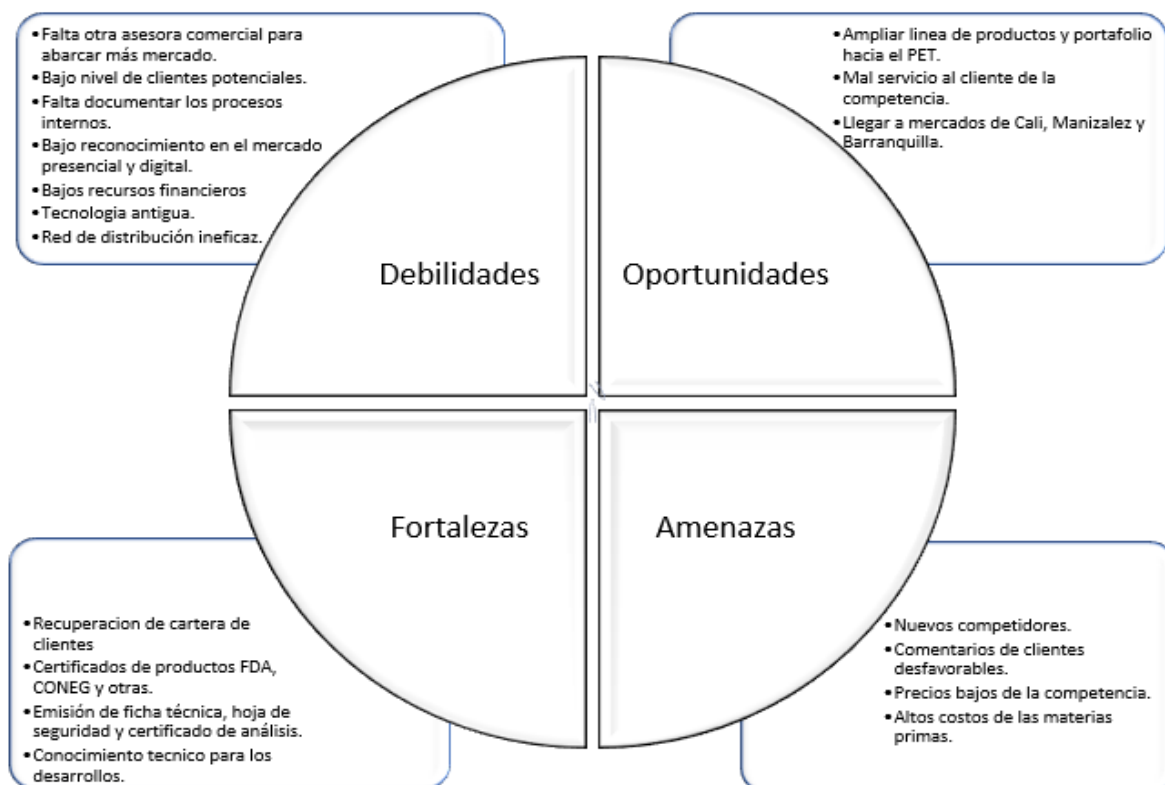 •Falta otra asesora comercial para
abarcar más mercado.
•Bajo nivel de clientes potenciales.
•Falta documentar los procesos
internos.
•Bajo reconocimiento en el mercado
presencial y digital.
•Bajos recursos financieros
•Tecnologia antigua.
•Red de distribución ineficaz.
•Ampliar linea de productos y portafolio
hacia el PET.
•Mal servicio al cliente de la
competencia.
•Llegar a mercados de Cali, Manizalez y
Barranquilla.
Debilidades
Oportunidades
Fortalezas
Amenazas
•Recuperacion de cartera de
clientes
•Certificados de productos FDA,
CONEG y otras.
•Emisión de ficha técnica, hoja de
seguridad y certificado de análisis.
•Conocimiento tecnico para los
desarrollos.
•Nuevos competidores.
•Comentarios de clientes
desfavorables.
•Precios bajos de la competencia.
•Altos costos de las materias
primas.